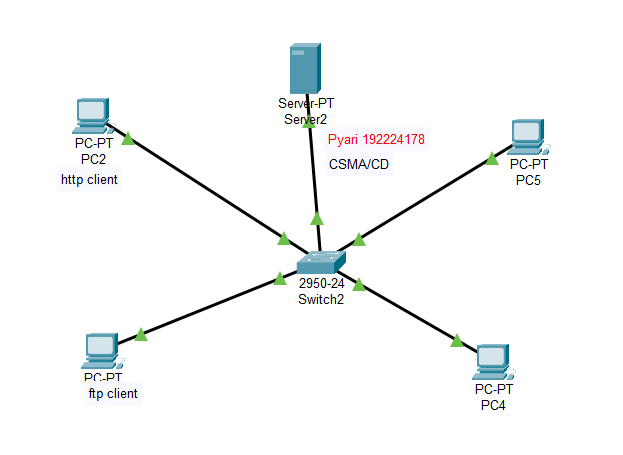 Server-PT
Server2
Pyari 192224178
CSMA/CD
PC-PT
PC2
http client
PC-PT
PC5
2950-24
Switch2
PC-PT
ftp client
PC-PT
PC4